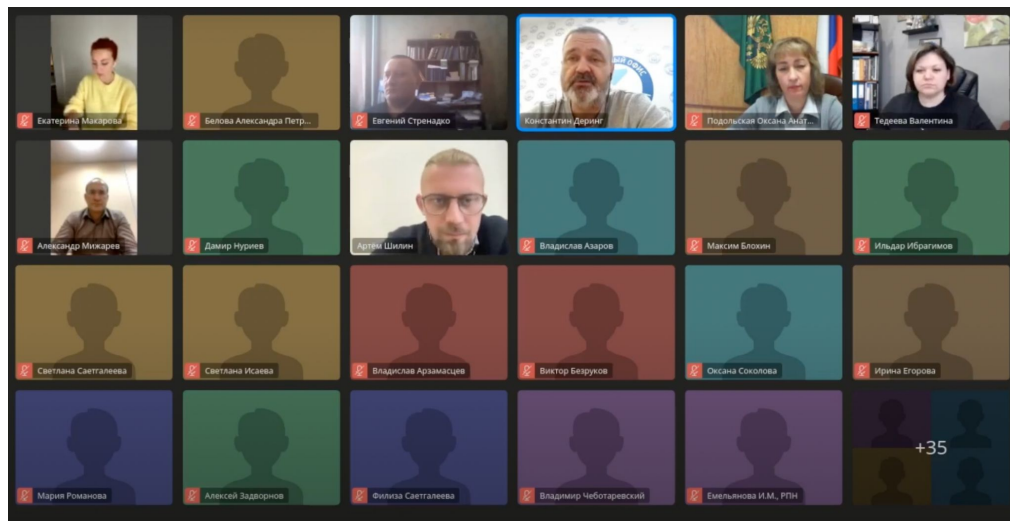 Екатерина Макарова
Белова Александра Петр...
Евгений Стренадко
Константин Деринг
Подольская Оксана Анат...
Тедеева Валентина
Александр Мижарев
Дамир Нуриев
Артём Шилин
Владислав Азаров
Максим Блохин
Ильдар Ибрагимов
Светлана Саетгалеева
Светлана Исаева
Владислав Арзамасцев
Виктор Безруков
Оксана Соколова
Ирина Егорова
Мария Романова
Алексей Задворнов
Филиза Саетгалеева
Владимир Чеботаревский
Емельянова И.М., РПН
+35